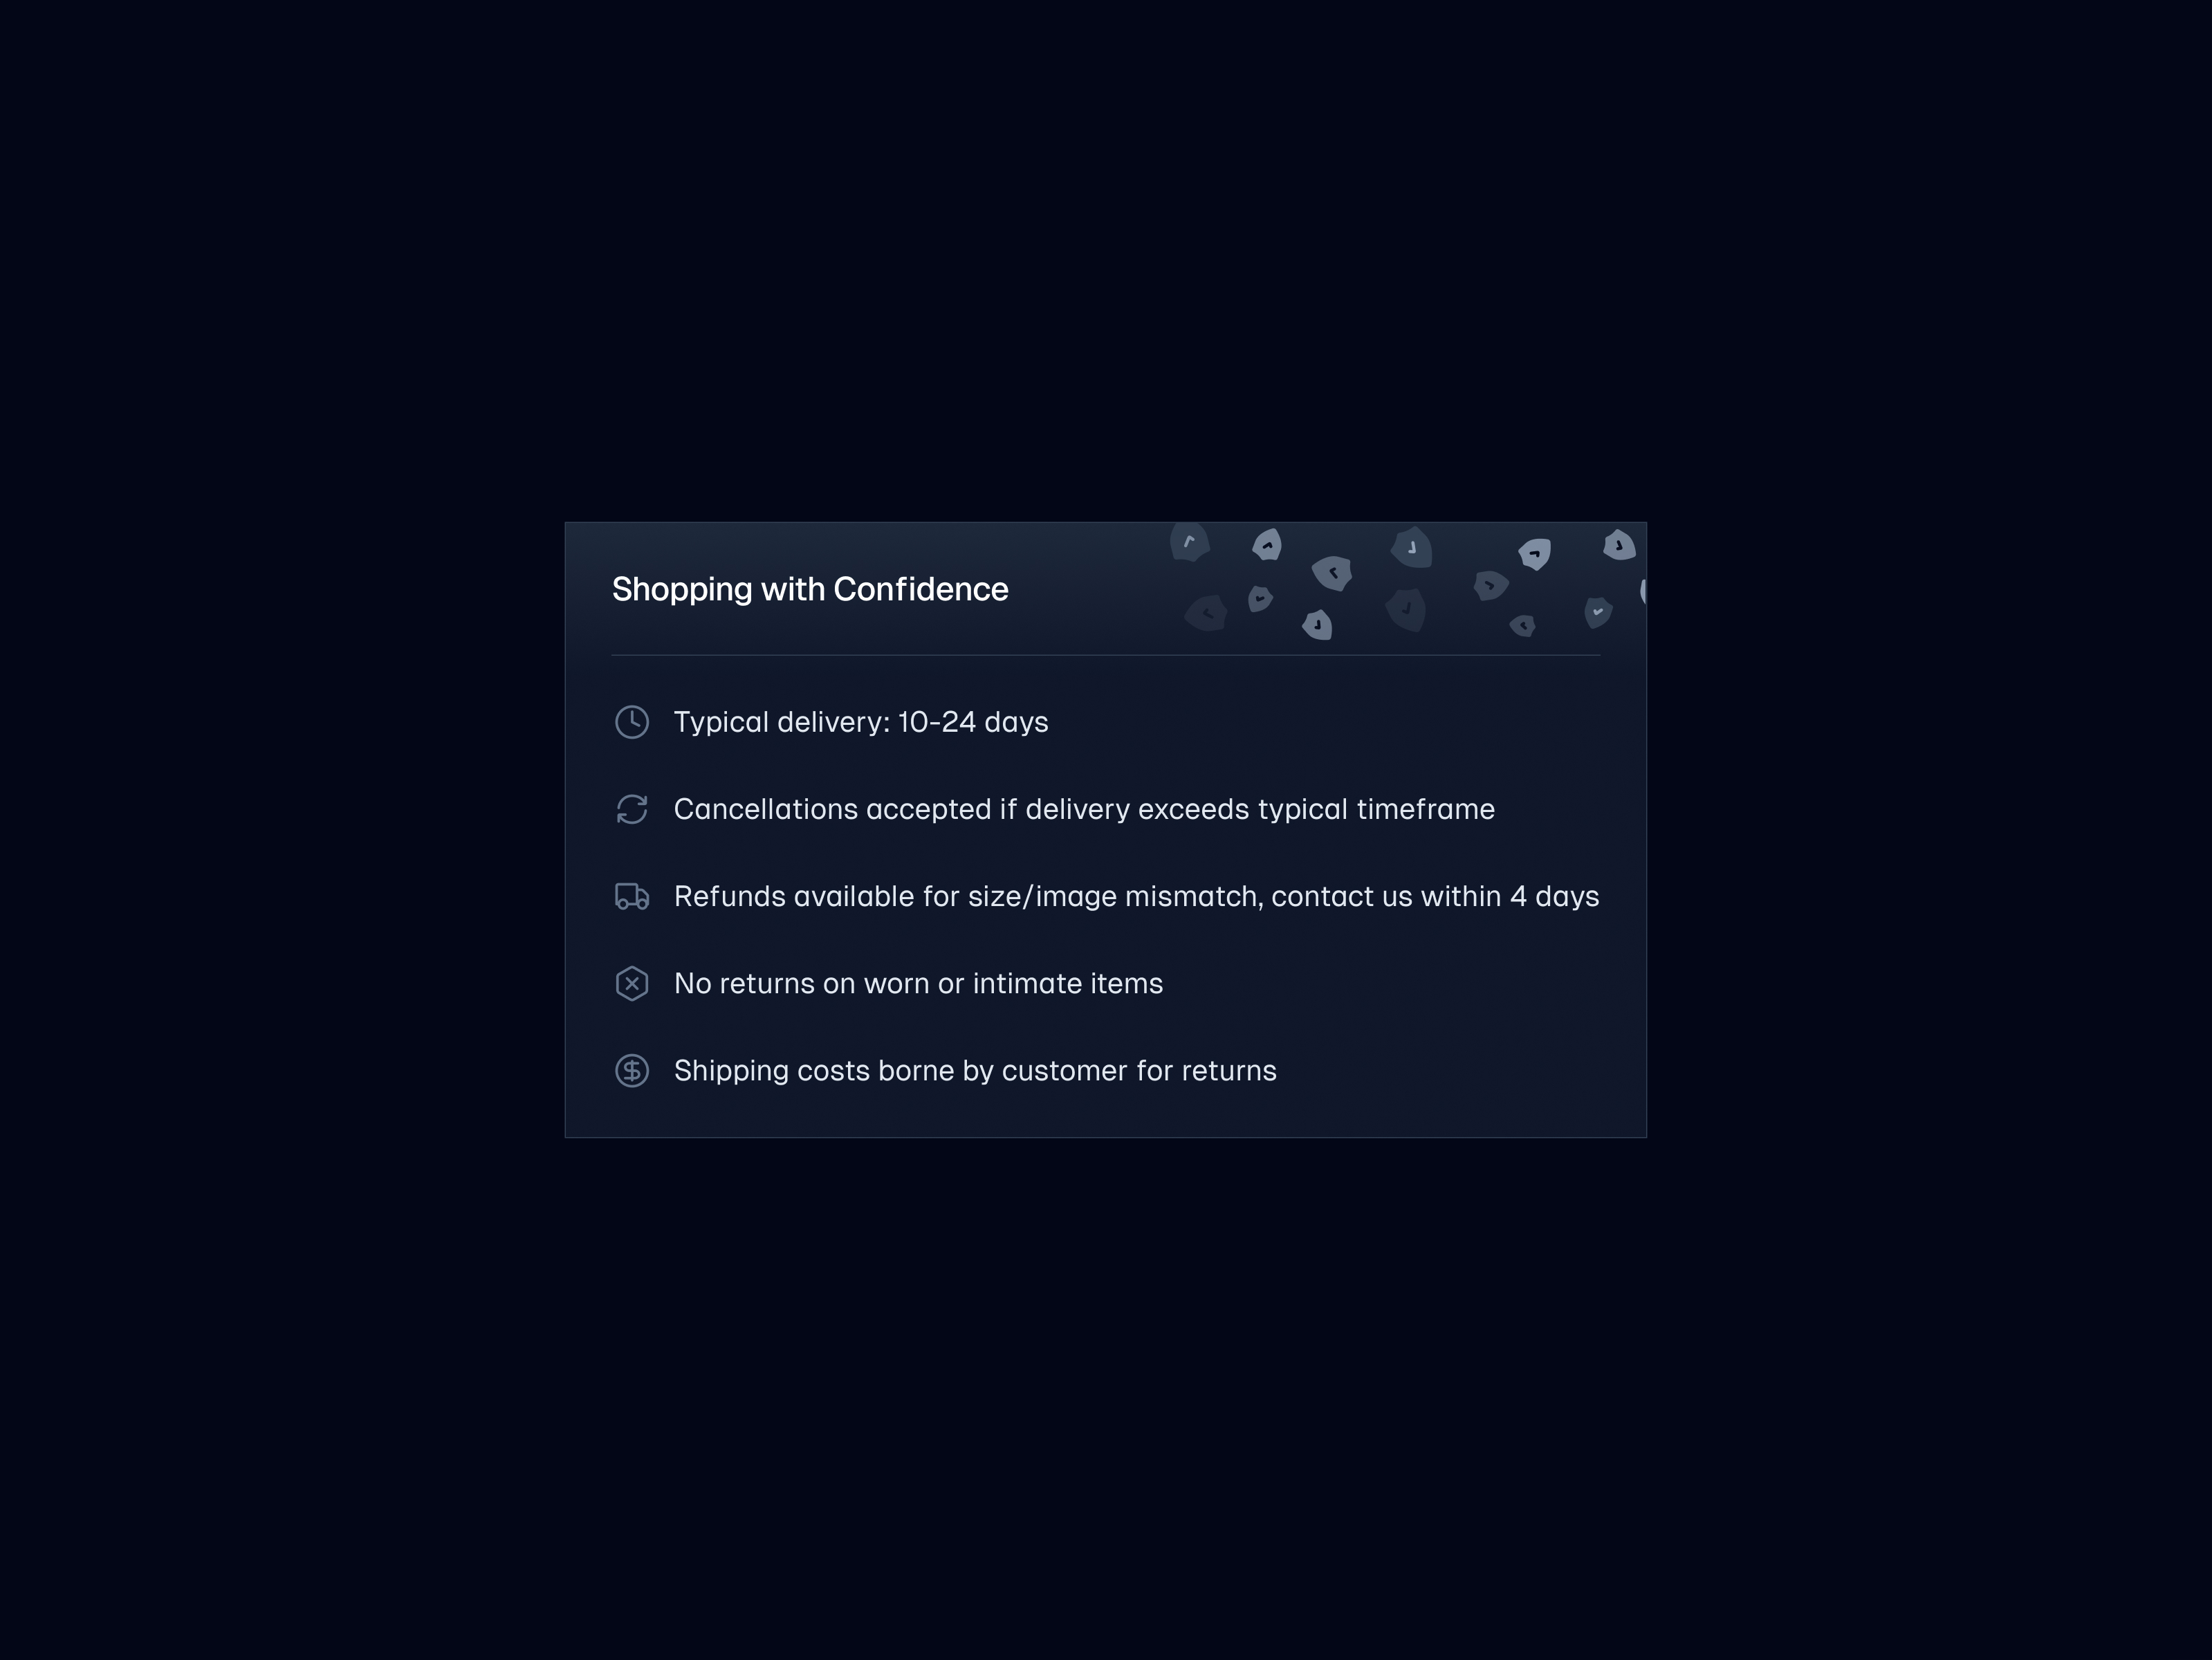 Shopping with Confidence
Typical delivery: 10-24 days
Cancellations accepted if delivery exceeds typical timeframe
Refunds available for size/image mismatch, contact us within 4 days
No returns on worn or intimate items
Shipping costs borne by customer for returns